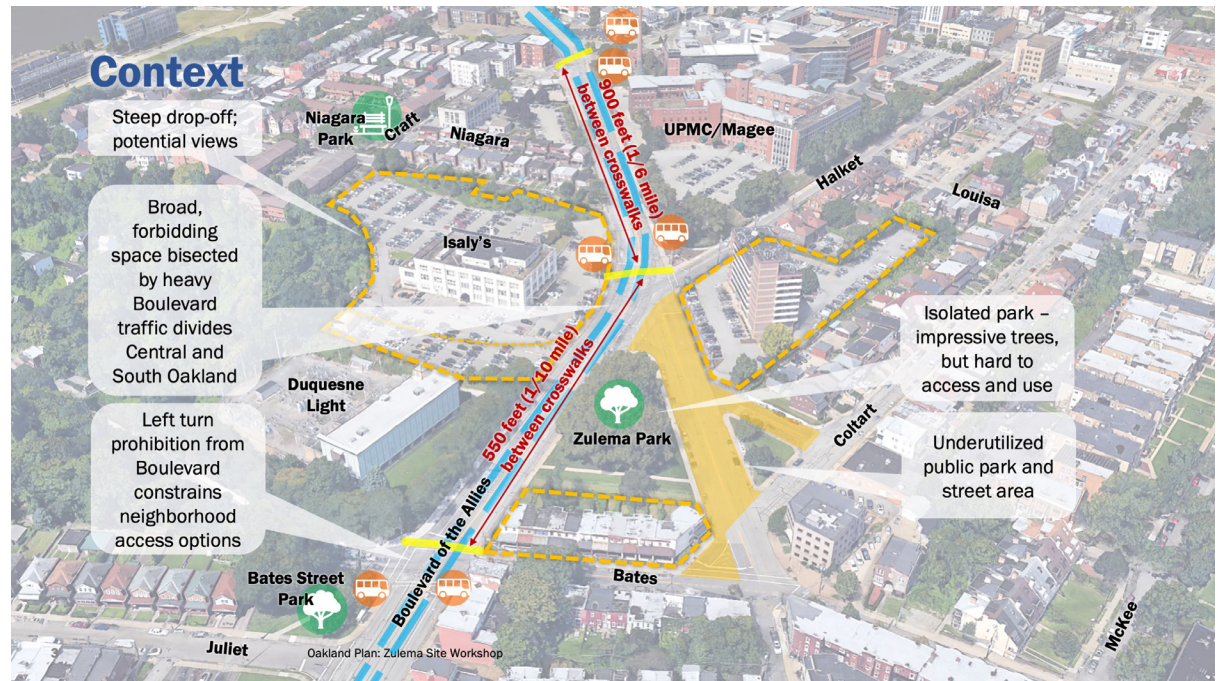 Context
Steep drop-off;
potential views
Broad,
forbidding
space bisected
by heavy
Boulevard
traffic divides
Central and
South Oakland
Left turn
prohibition from
Boulevard
constrains
neighborhood
access options
Niagara
Park
Craft
Niagara
900 feet (1/6 mile)
between crosswalks
UPMC/Magee
Halket
Louisa
Isaly's
Duquesne
Light
550 feet (1/10 mile)
between crosswalks
Zulema Park
Isolated park –
impressive trees,
but hard to
access and use
Coltart
Underutilized
public park and
street area
Boulevard of the Allies
Bates Street
Park
Bates
Juliet
McKee
3
Oakland Plan: Zulema Site Workshop